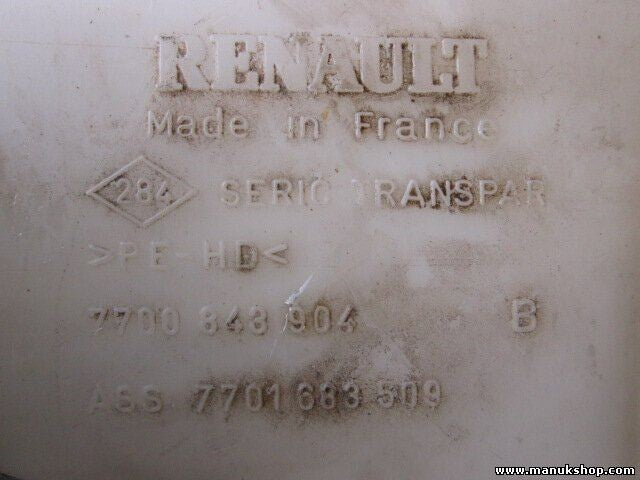 RENAULT
Made in France
284 SERIC TRANSPAR
>PE-HD<
7700 843 904 B
ASS 7701 683 509
www.manukshop.com